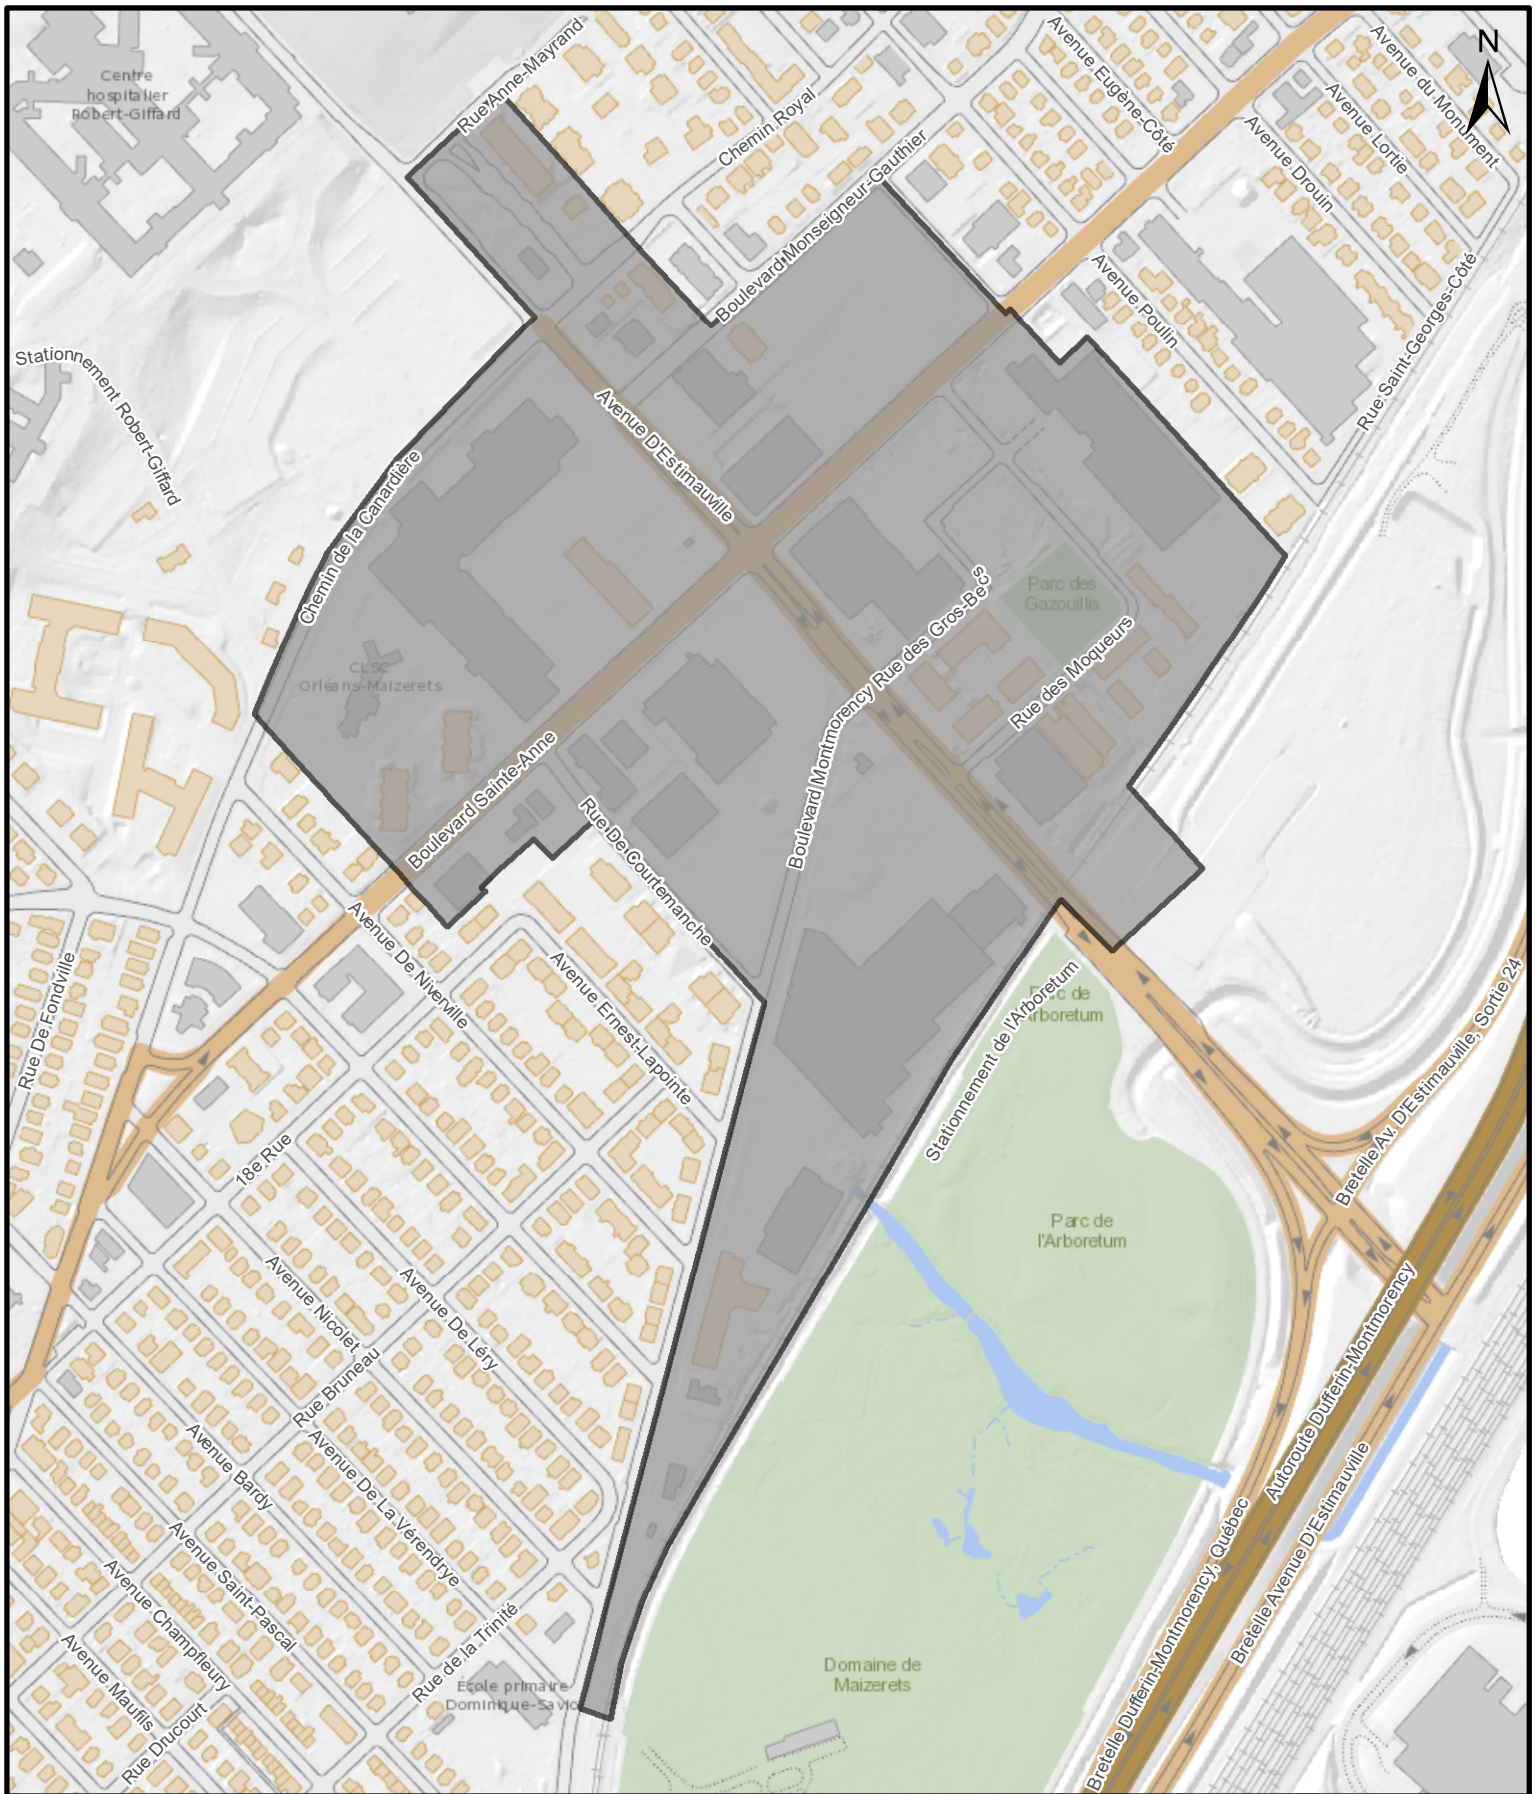 N
Rue Anne-Mayrand
Centre
hospitalier
Robert-Giffard
Chemin Royal
Avenue Eugène-Côté
Avenue du Monument
Avenue Lortie
Avenue Drouin
Boulevard Monseigneur-Gauthier
Avenue Poulin
Rue Saint-Georges-Côté
Stationnement Robert-Giffard
Avenue D'Estimauville
Chemin de la Canardière
Parc des
Gazouillis
Rue des Gros-Becs
Rue des Moqueurs
CLSC
Orléans-Maizerets
Boulevard Montmorency
Boulevard Sainte-Anne
Rue De Courtemanche
Avenue De Niverville
Avenue Ernest-Lapointe
Rue De Fondville
Stationnement de l'Arboretum
Parc de
l'Arboretum
Bretelle Av. D'Estimauville, Sortie 24
18e Rue
Parc de
l'Arboretum
Avenue Nicolet
Avenue De Léry
Rue Bruneau
Autoroute Dufferin-Montmorency
Avenue Bardy
Avenue De La Vérendrye
Avenue Saint-Pascal
Avenue Champfleury
Avenue Maufils
Rue Drucourt
Rue de la Trinité
École primaire
Dominique-Savio
Domaine de
Maizerets
Bretelle Dufferin-Montmorency, Québec
Bretelle Avenue D'Estimauville